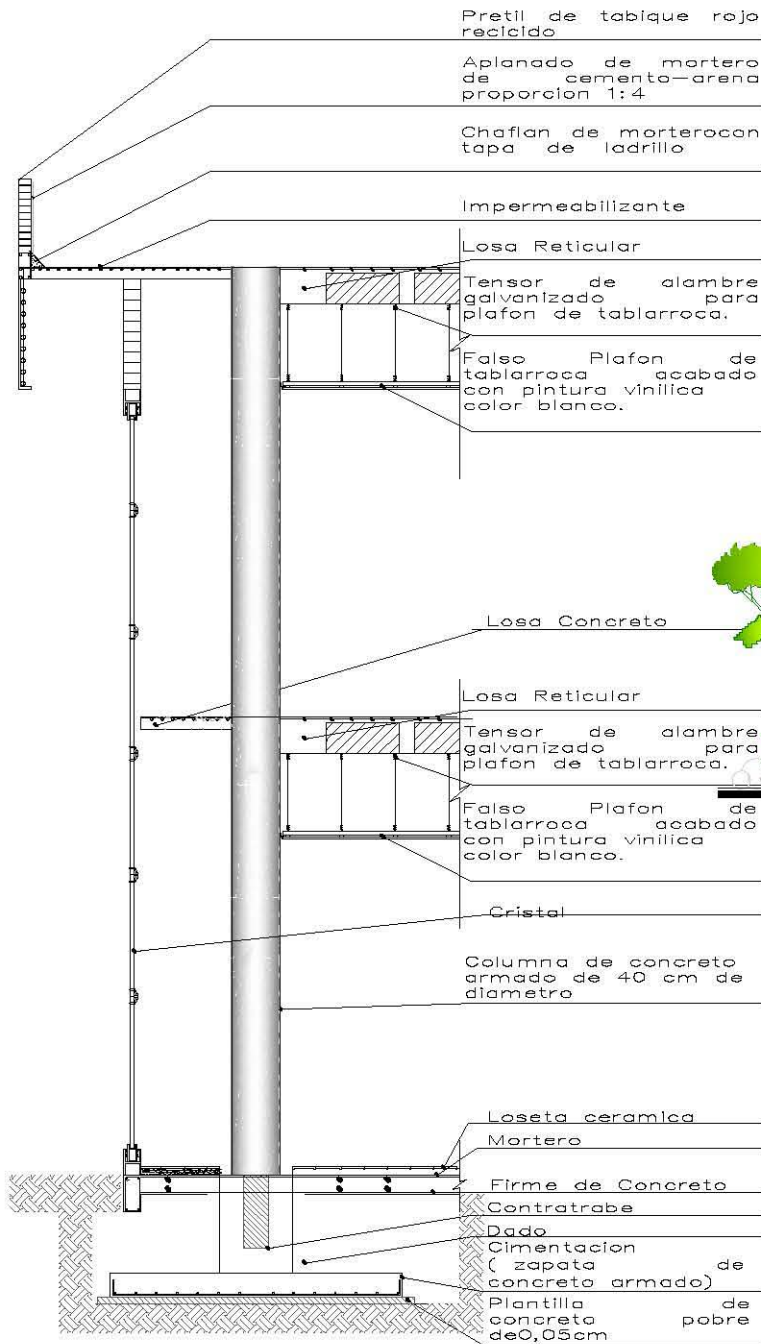 Pretil de tabique rojo
recicido
Aplanado de mortero
de cemento-arena
proporcion 1:4
Chaflan de morterocon
tapa de ladrillo
Impermeabilizante
Losa Reticular
Tensor de alambre
galvanizado para
plafon de tablarroca.
Falso Plafon de
tablarroca acabado
con pintura vinilica
color blanco.
Losa Concreto
Losa Reticular
Tensor de alambre
galvanizado para
plafon de tablarroca.
Falso Plafon de
tablarroca acabado
con pintura vinilica
color blanco.
Cristal
Columna de concreto
armado de 40 cm de
diametro
Loseta ceramica
Mortero
Firme de Concreto
Contratrabe
Dado
Cimentacion
( zapata de
concreto armado)
Plantilla de
concreto pobre
de0,05cm